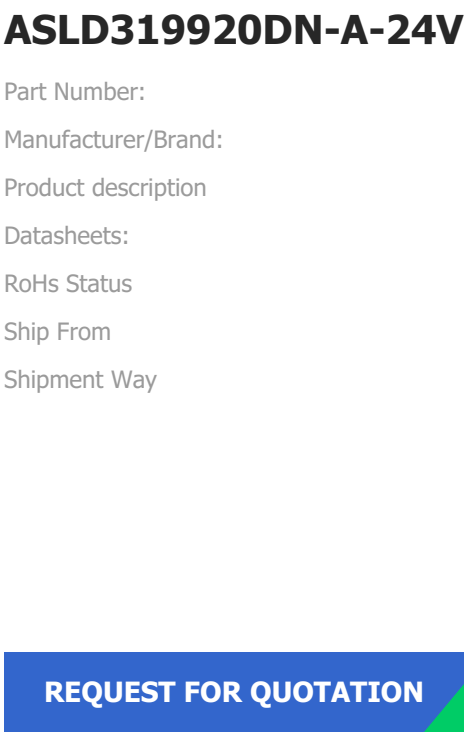 ASLD319920DN-A-24V
Part Number:
Manufacturer/Brand:
Product description
Datasheets:
RoHs Status
Ship From
Shipment Way
REQUEST FOR QUOTATION